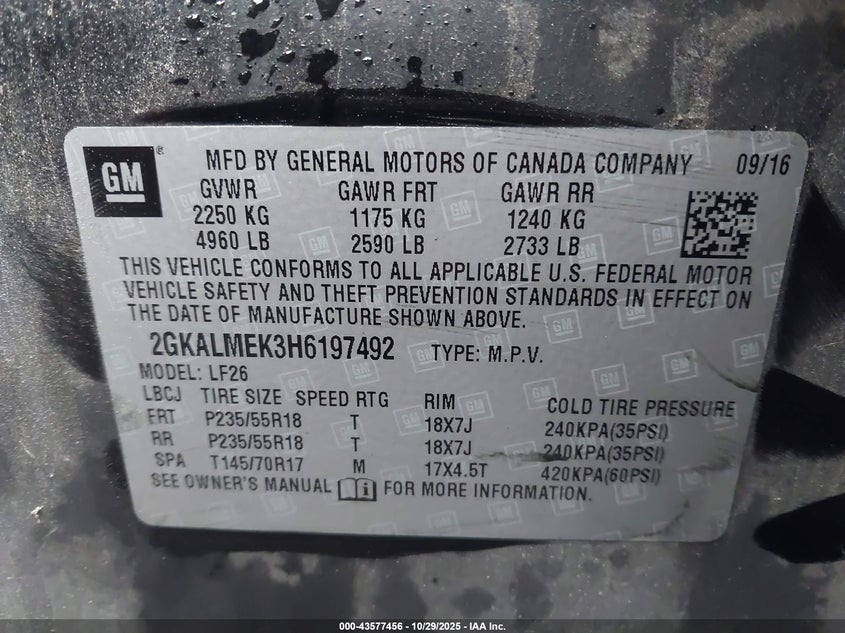 GM ® MFD BY GENERAL MOTORS OF CANADA COMPANY 09/16
GVWR GAWR FRT GAWR RR
2250 KG 1175 KG 1240 KG
4960 LB 2590 LB 2733 LB
THIS VEHICLE CONFORMS TO ALL APPLICABLE U.S. FEDERAL MOTOR
VEHICLE SAFETY AND THEFT PREVENTION STANDARDS IN EFFECT ON
THE DATE OF MANUFACTURE SHOWN ABOVE.
2GKALMEK3H6197492 TYPE: M.P.V.
MODEL: LF26
LBCJ TIRE SIZE SPEED RTG RIM COLD TIRE PRESSURE
FRT P235/55R18 T 18X7J 240KPA(35PSI)
RR P235/55R18 T 18X7J 240KPA(35PSI)
SPA T145/70R17 M 17X4.5T 420KPA(60PSI)
SEE OWNER'S MANUAL FOR MORE INFORMATION.
000-43577456 | 10/29/2025 | IAA Inc.